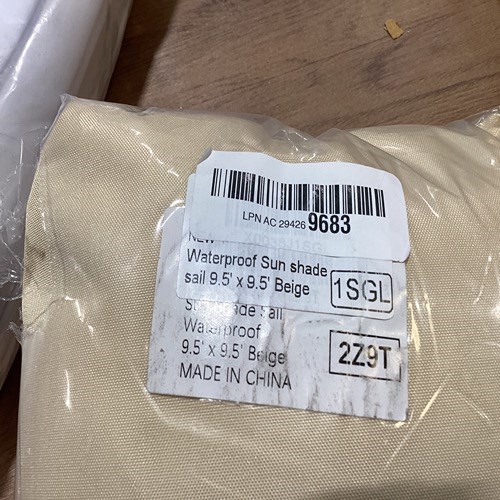 LPN AC 29426 9683
NEW
Waterproof Sun shade
sail 9.5' x 9.5' Beige
1SGL
Sail
Waterproof
9.5' x 9.5' Beige
2Z9T
MADE IN CHINA